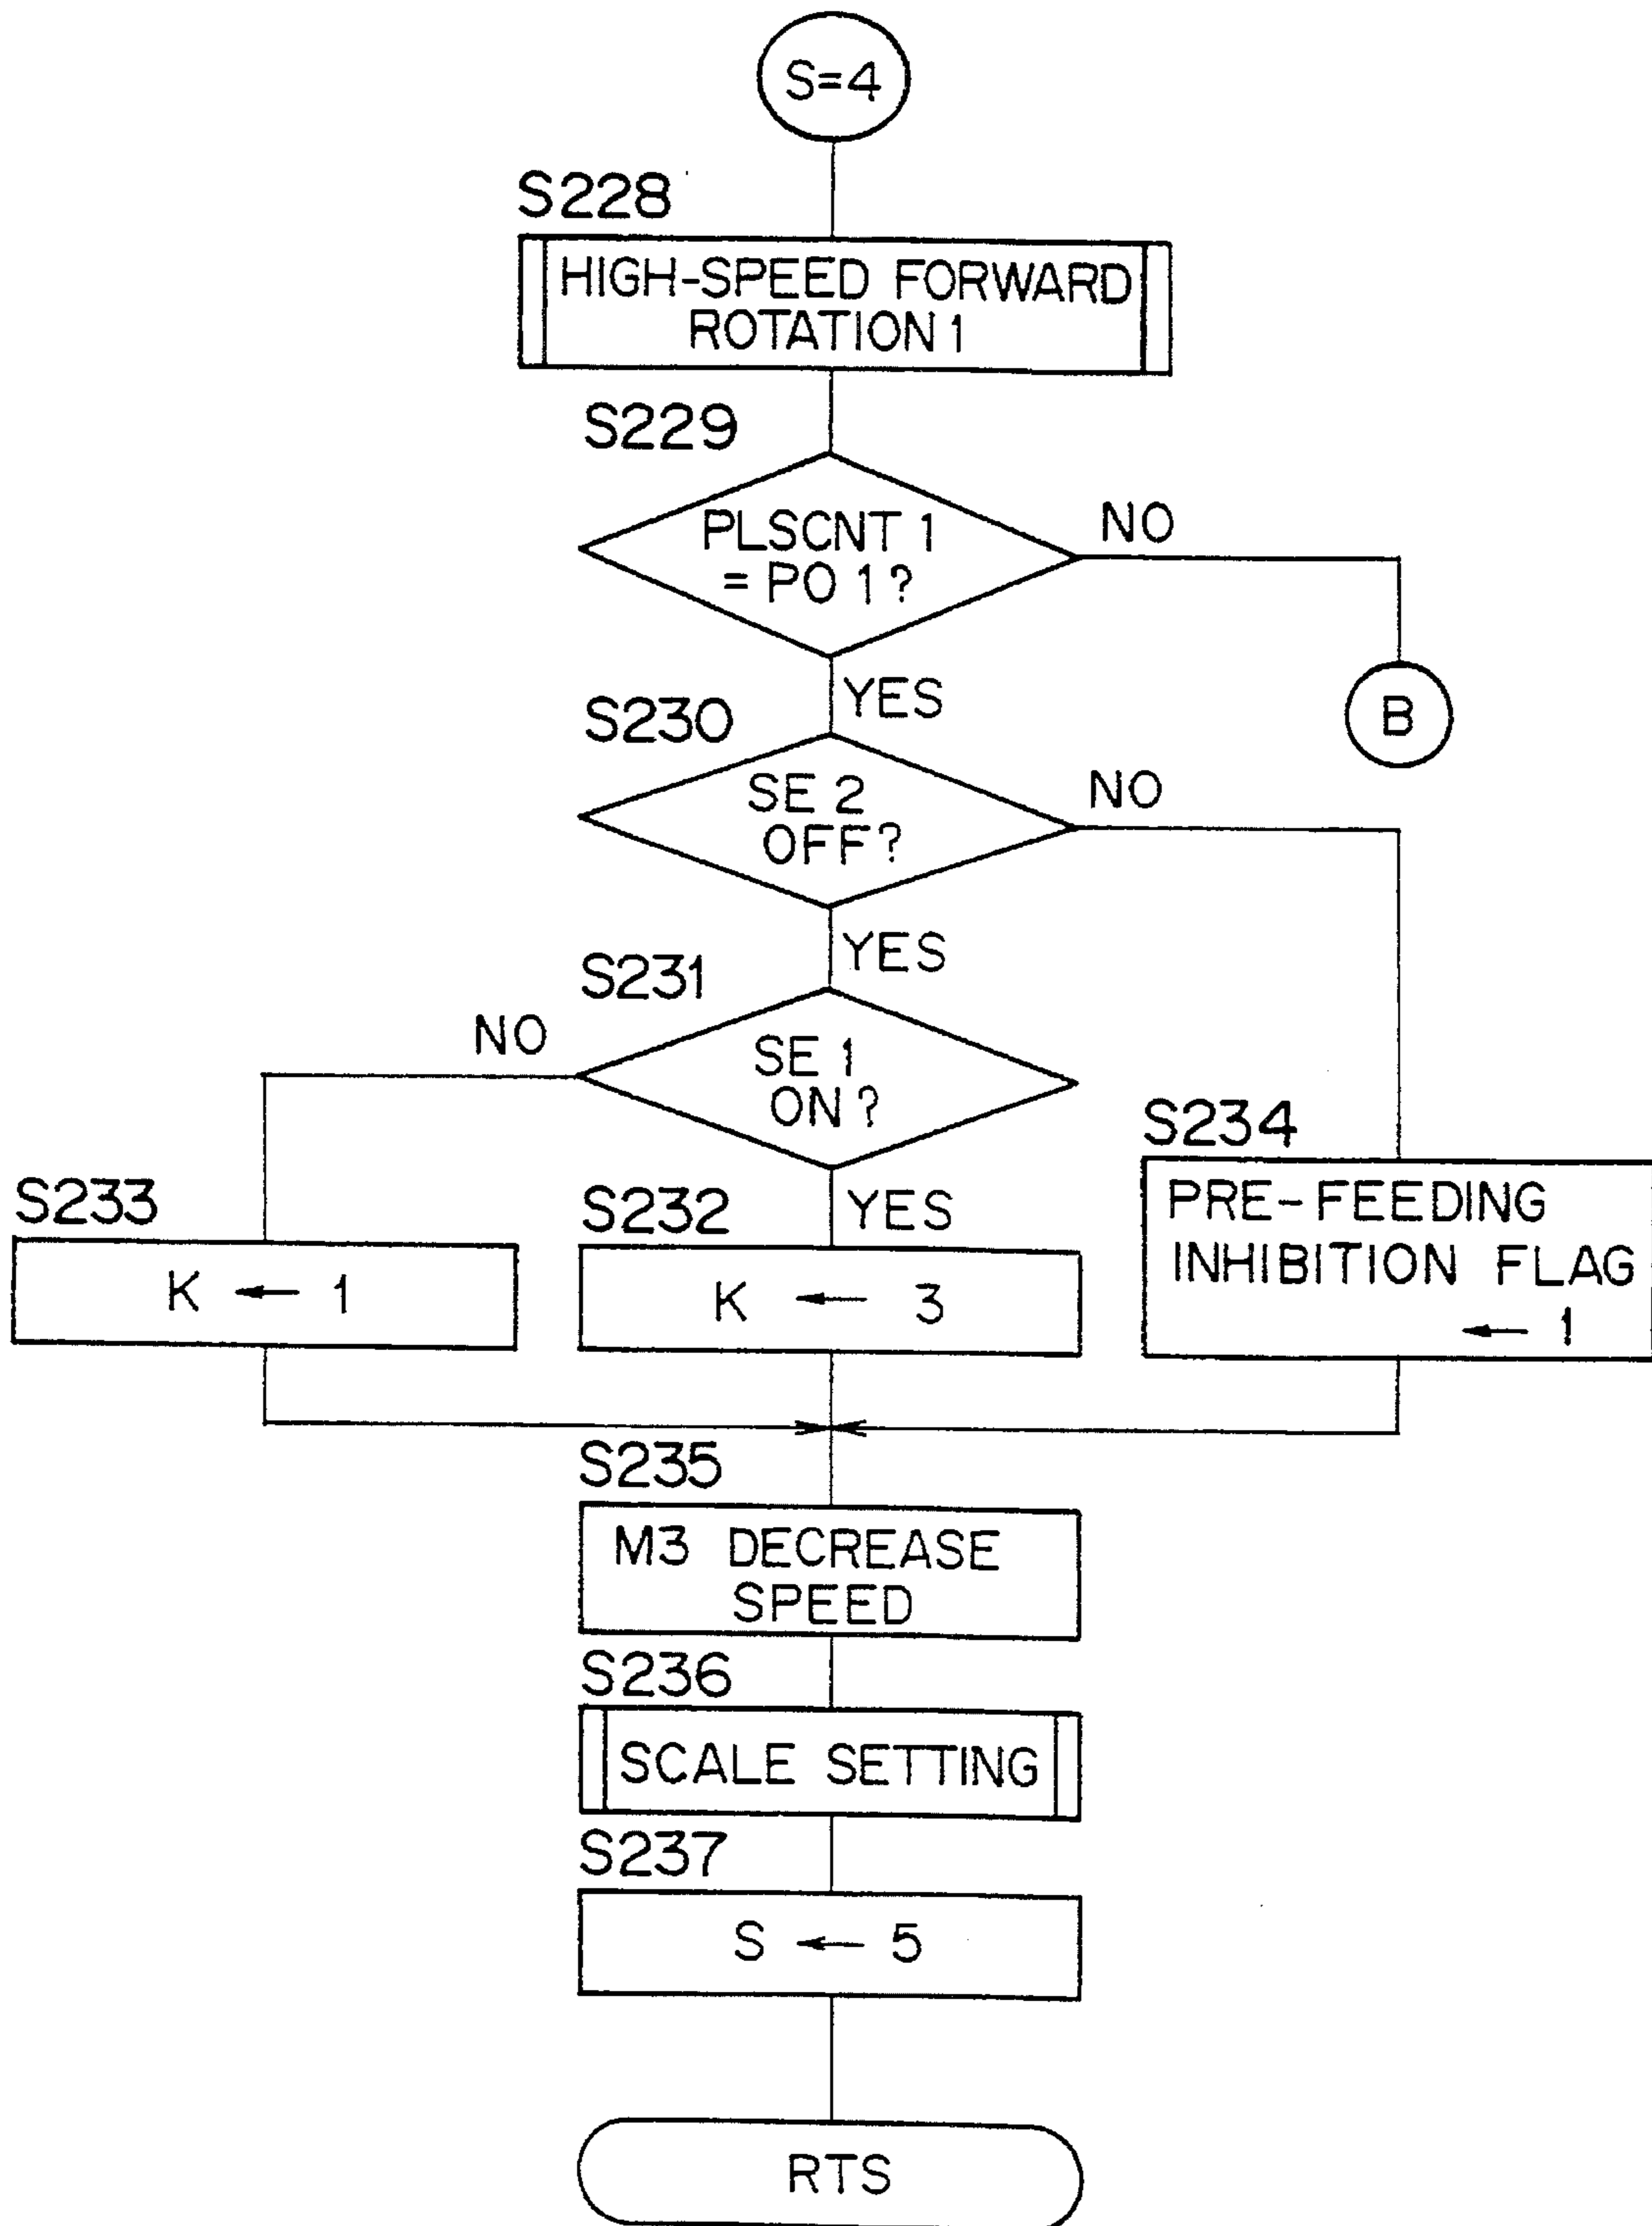 S=4
S228
HIGH-SPEED FORWARD
ROTATION 1
S229
PLSCNT 1
= PO 1?
NO
B
YES
S230
SE 2
OFF?
NO
YES
S231
SE 1
ON?
NO
YES
S233
K ← 1
S232
K ← 3
S234
PRE-FEEDING
INHIBITION FLAG
← 1
S235
M3 DECREASE
SPEED
S236
SCALE SETTING
S237
S ← 5
RTS